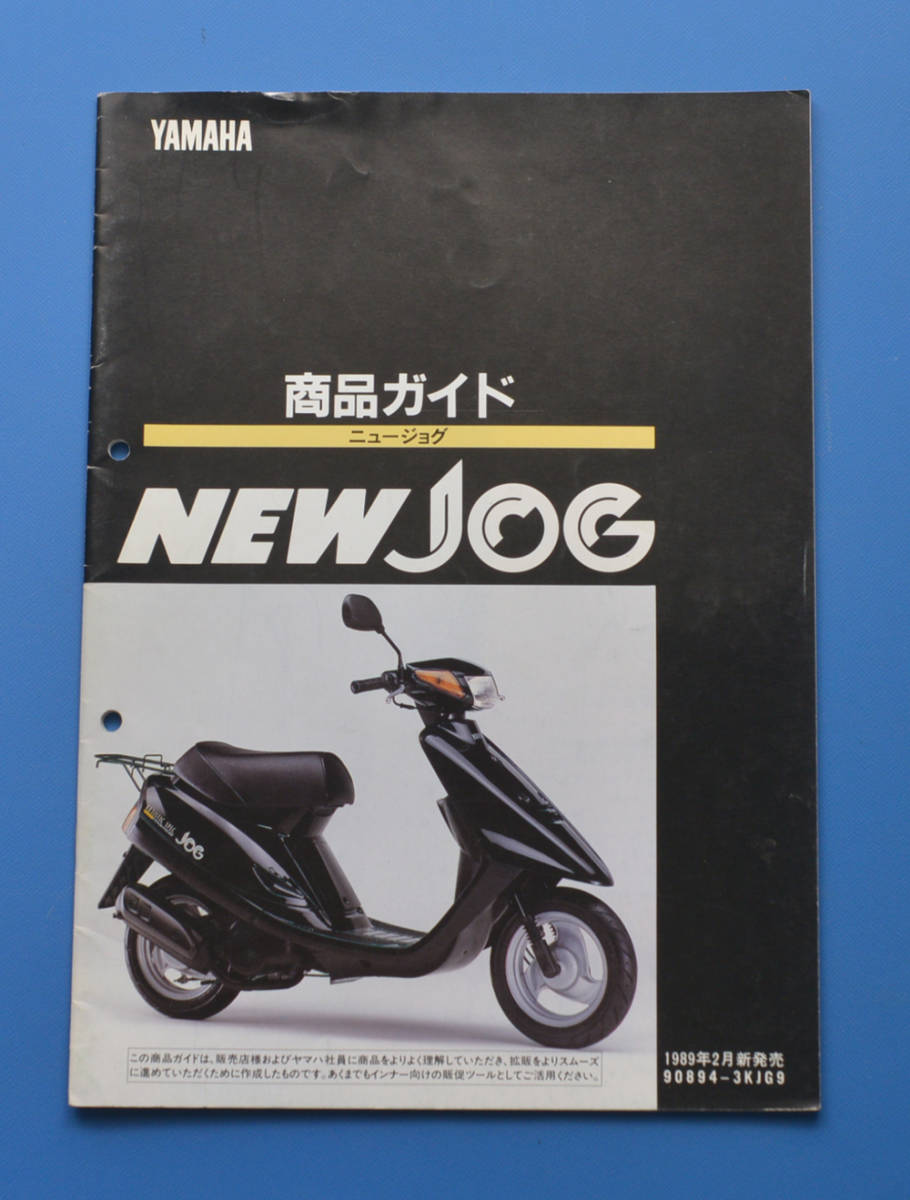 YAMAHA
商品ガイド
ニュージョグ
NEW JOG
JOG
この商品ガイドは、販売店様およびヤマハ社員に商品をよりよく理解していただき、拡販をよりスムーズ
に進めていただくために作成したものです。あくまでもインナー向けの販促ツールとしてご活用ください。
1989年2月新発売
90894-3KJG9